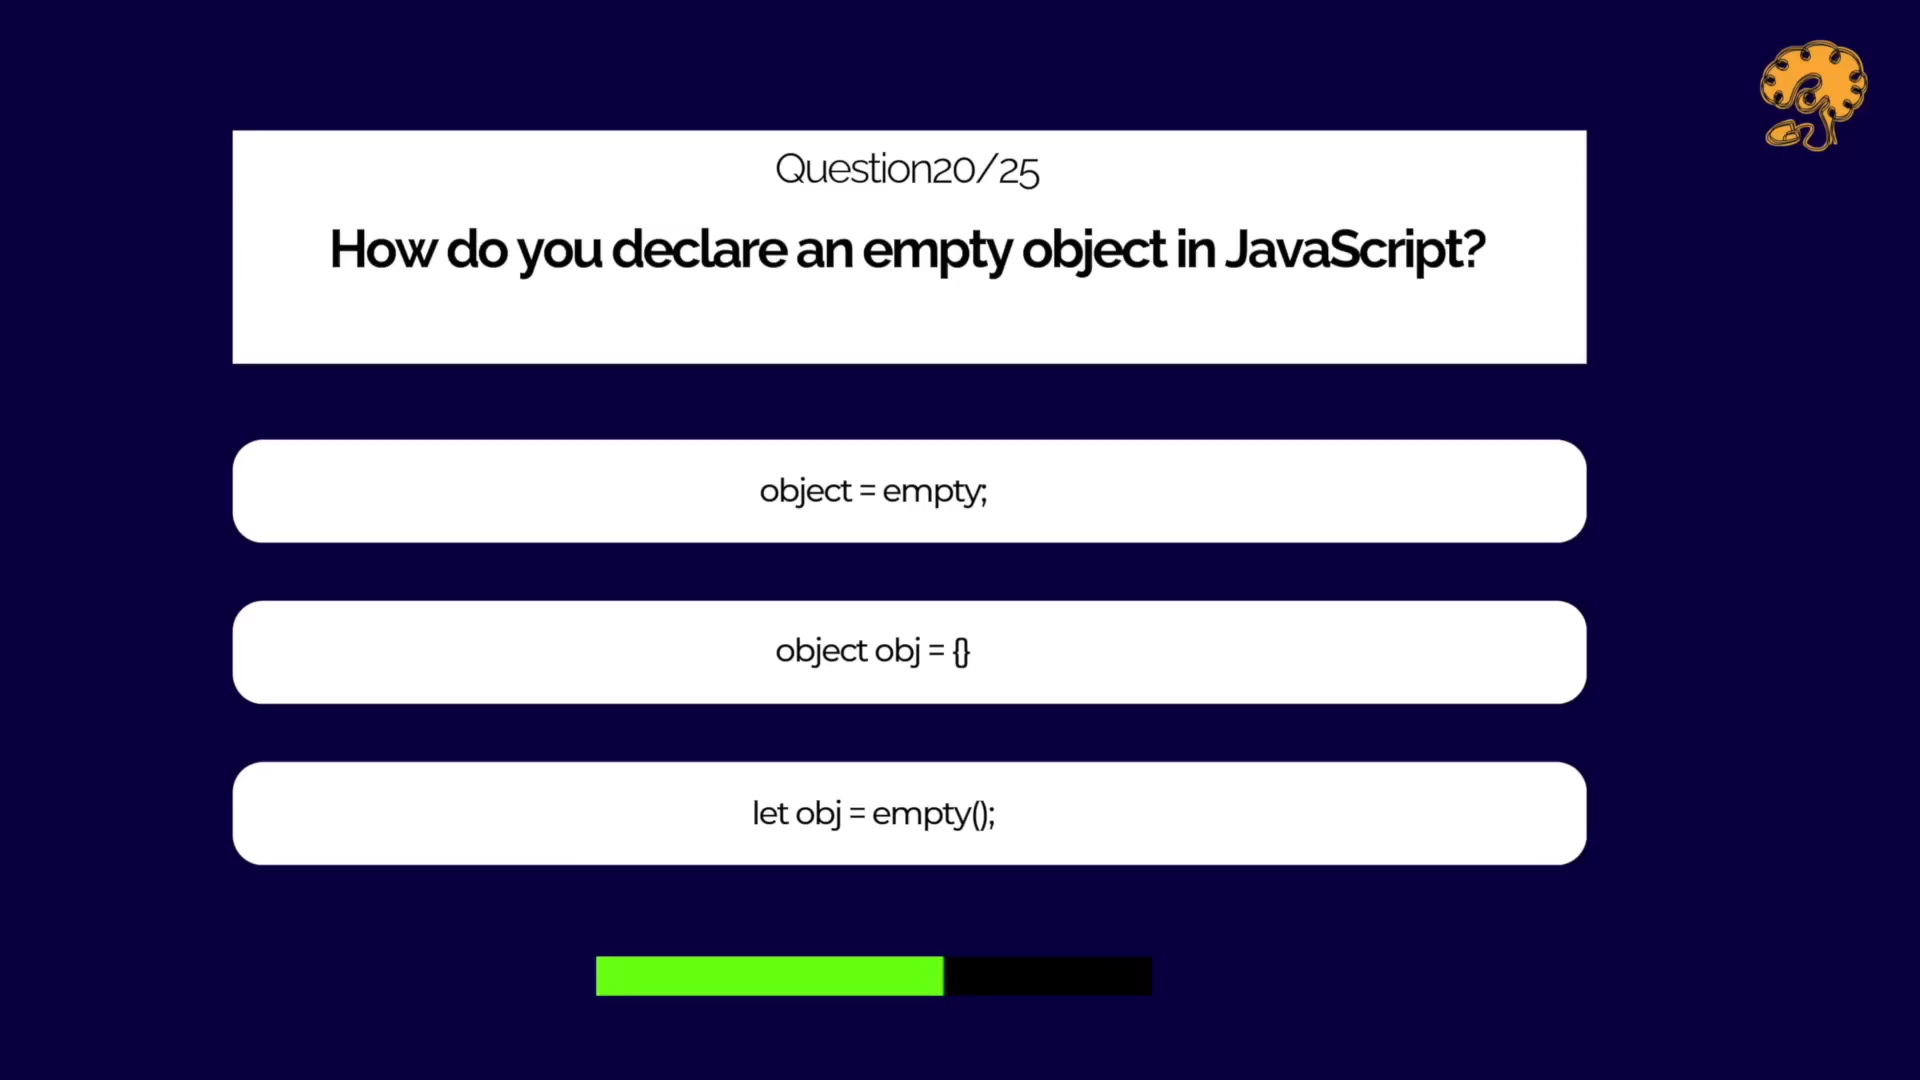 Question20/25
How do you declare an empty object in JavaScript?
object = empty;
object obj = {}
let obj = empty();